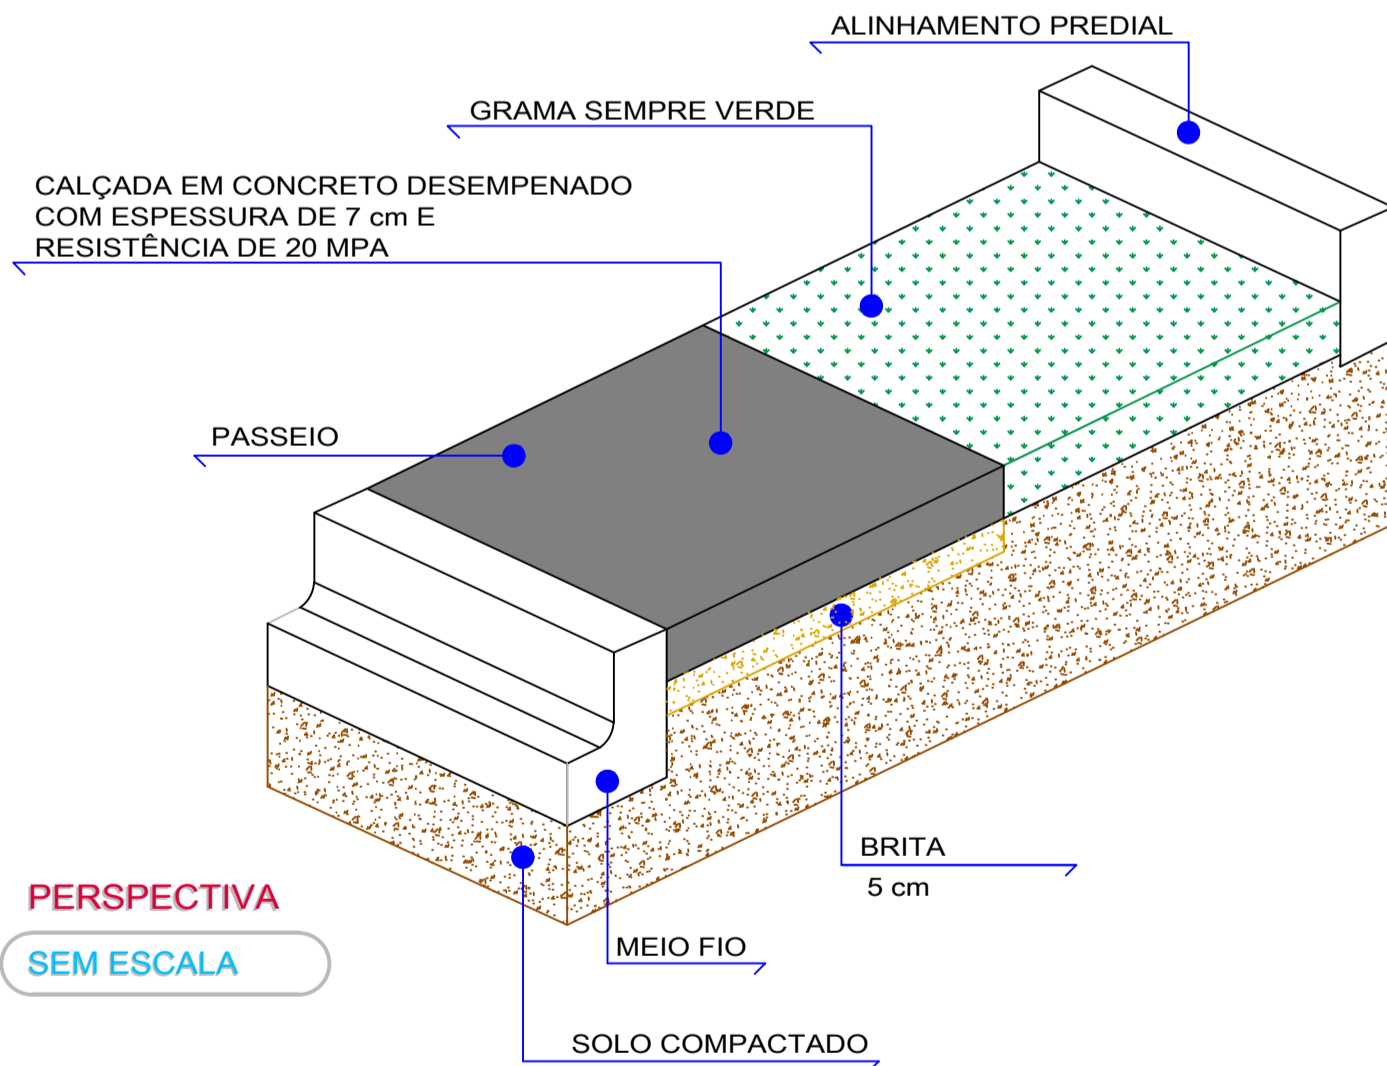 ALINHAMENTO PREDIAL
GRAMA SEMPRE VERDE
CALÇADA EM CONCRETO DESEMPENADO
COM ESPESSURA DE 7 cm E
RESISTÊNCIA DE 20 MPA
PASSEIO
BRITA
5 cm
PERSPECTIVA
SEM ESCALA
MEIO FIO
SOLO COMPACTADO